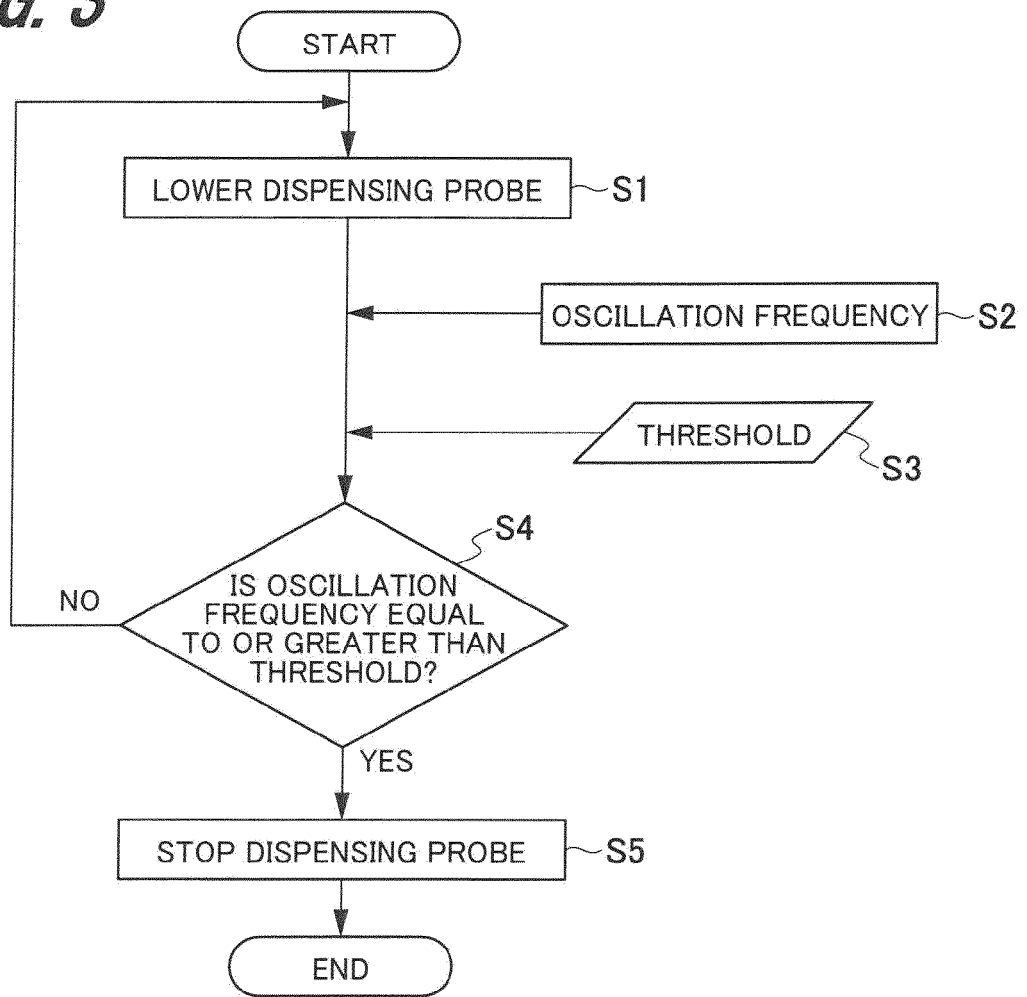 G. 3
START
LOWER DISPENSING PROBE
S1
OSCILLATION FREQUENCY
S2
THRESHOLD
S3
S4
IS OSCILLATION
FREQUENCY EQUAL
TO OR GREATER THAN
THRESHOLD?
NO
YES
STOP DISPENSING PROBE
S5
END